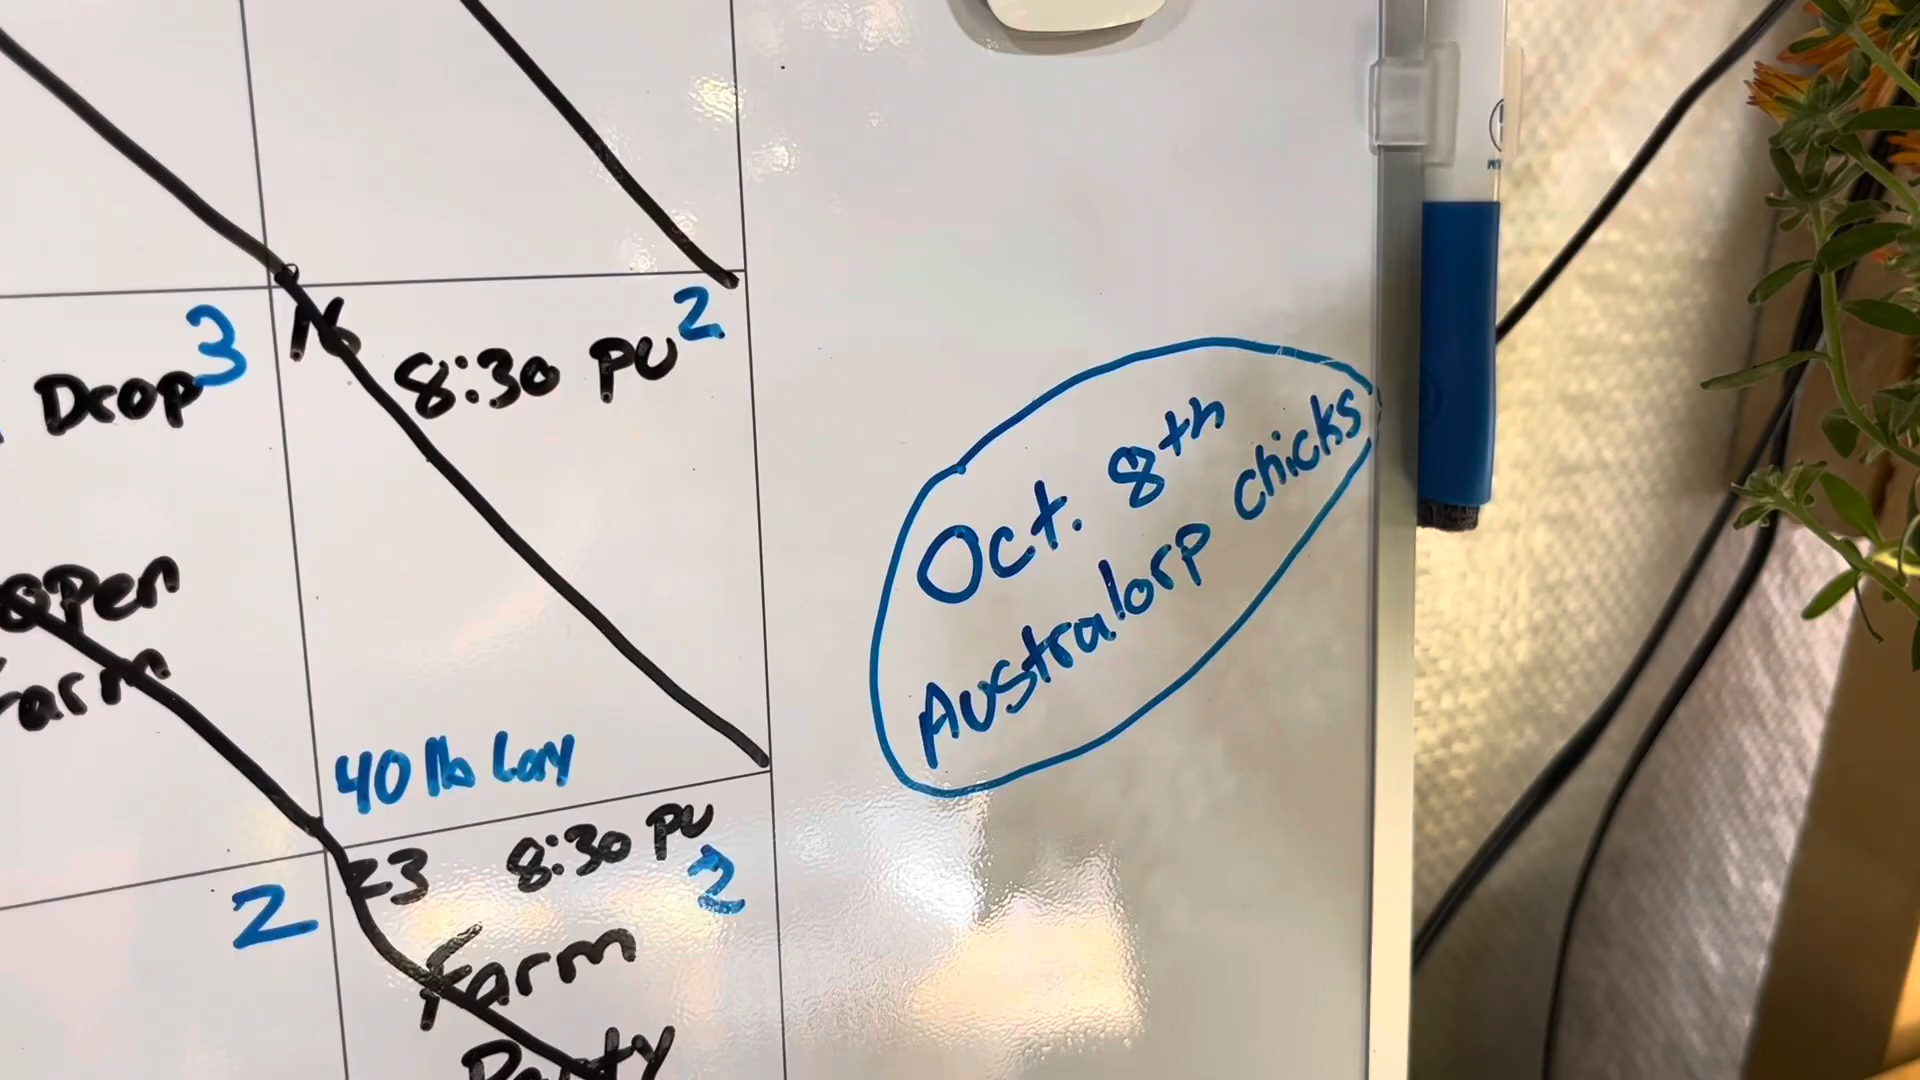 Drop 3
16
8:30 PU 2
open
Farm
40 lb Lay
Oct. 8th
Australorp chicks
2
23 8:30 PU
2
Farm
Party